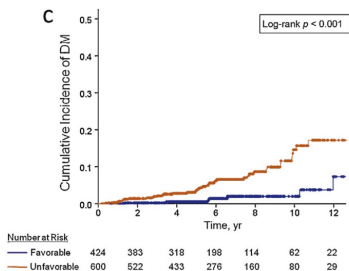 C
Log-rank p < 0.001
Cumulative Incidence of DM
0.5
0.4
0.3
0.2
0.1
0.0
0 2 4 6 8 10 12
Time, yr
Number at Risk
Favorable 424 383 318 198 114 62 22
Unfavorable 600 522 433 276 160 80 29